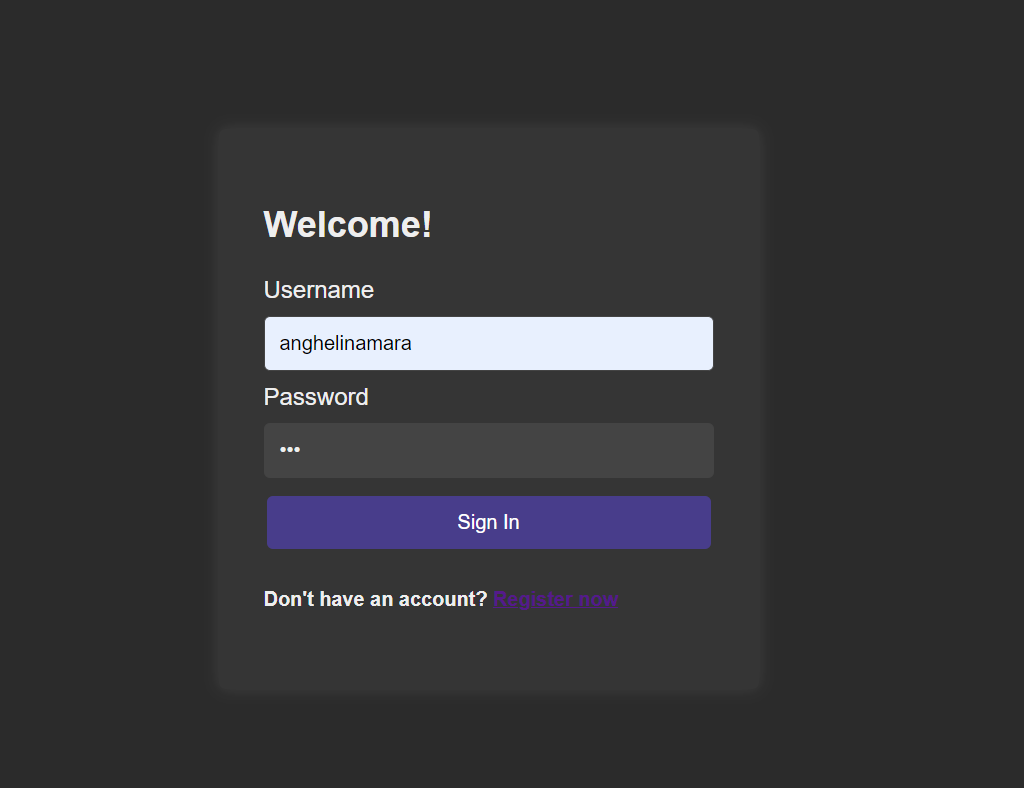 Welcome!
Username
anghelinamara
Password
•••
Sign In
Don't have an account? Register now